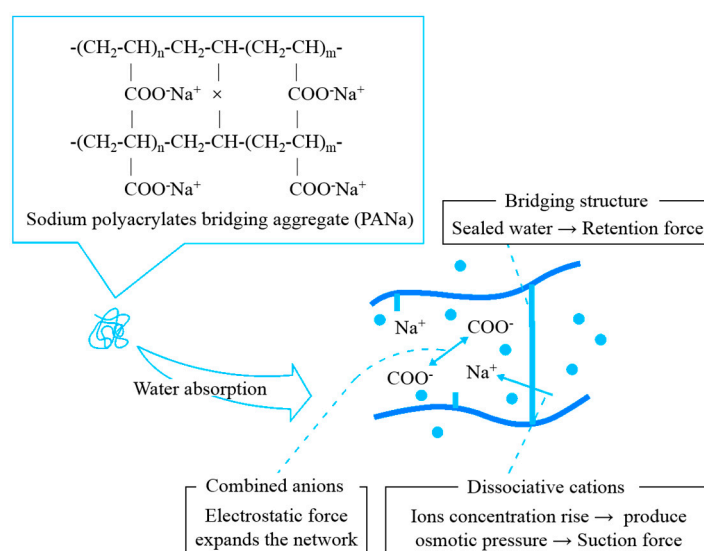 -(CH₂-CH)ₙ-CH₂-CH-(CH₂-CH)ₘ-
COO⁻Na⁺ × COO⁻Na⁺
-(CH₂-CH)ₙ-CH₂-CH-(CH₂-CH)ₘ-
COO⁻Na⁺ COO⁻Na⁺
Sodium polyacrylates bridging aggregate (PANa)
Bridging structure
Sealed water → Retention force
Na⁺ COO⁻
COO⁻ Na⁺
Water absorption
Combined anions
Electrostatic force
expands the network
Dissociative cations
Ions concentration rise → produce
osmotic pressure → Suction force